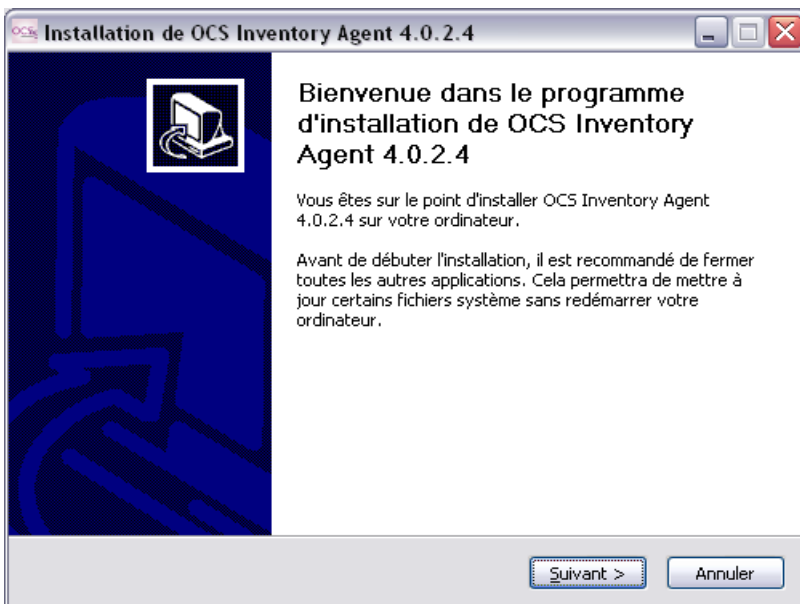 Installation de OCS Inventory Agent 4.0.2.4
Bienvenue dans le programme
d'installation de OCS Inventory
Agent 4.0.2.4
Vous êtes sur le point d'installer OCS Inventory Agent
4.0.2.4 sur votre ordinateur.
Avant de débuter l'installation, il est recommandé de fermer
toutes les autres applications. Cela permettra de mettre à
jour certains fichiers système sans redémarrer votre
ordinateur.
Suivant >
Annuler